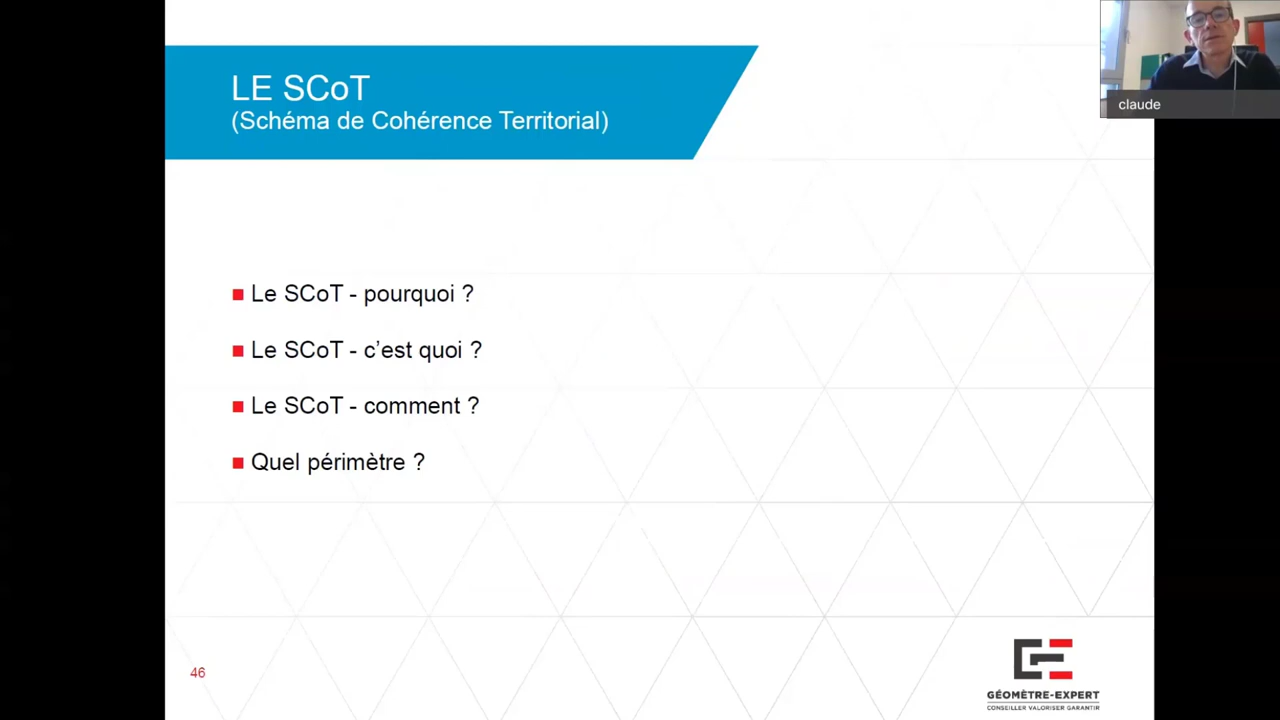 LE SCoT
(Schéma de Cohérence Territorial)
claude
Le SCoT - pourquoi ?
Le SCoT - c’est quoi ?
Le SCoT - comment ?
Quel périmètre ?
46
GÉOMÈTRE-EXPERT
CONSEILLER VALORISER GARANTIR